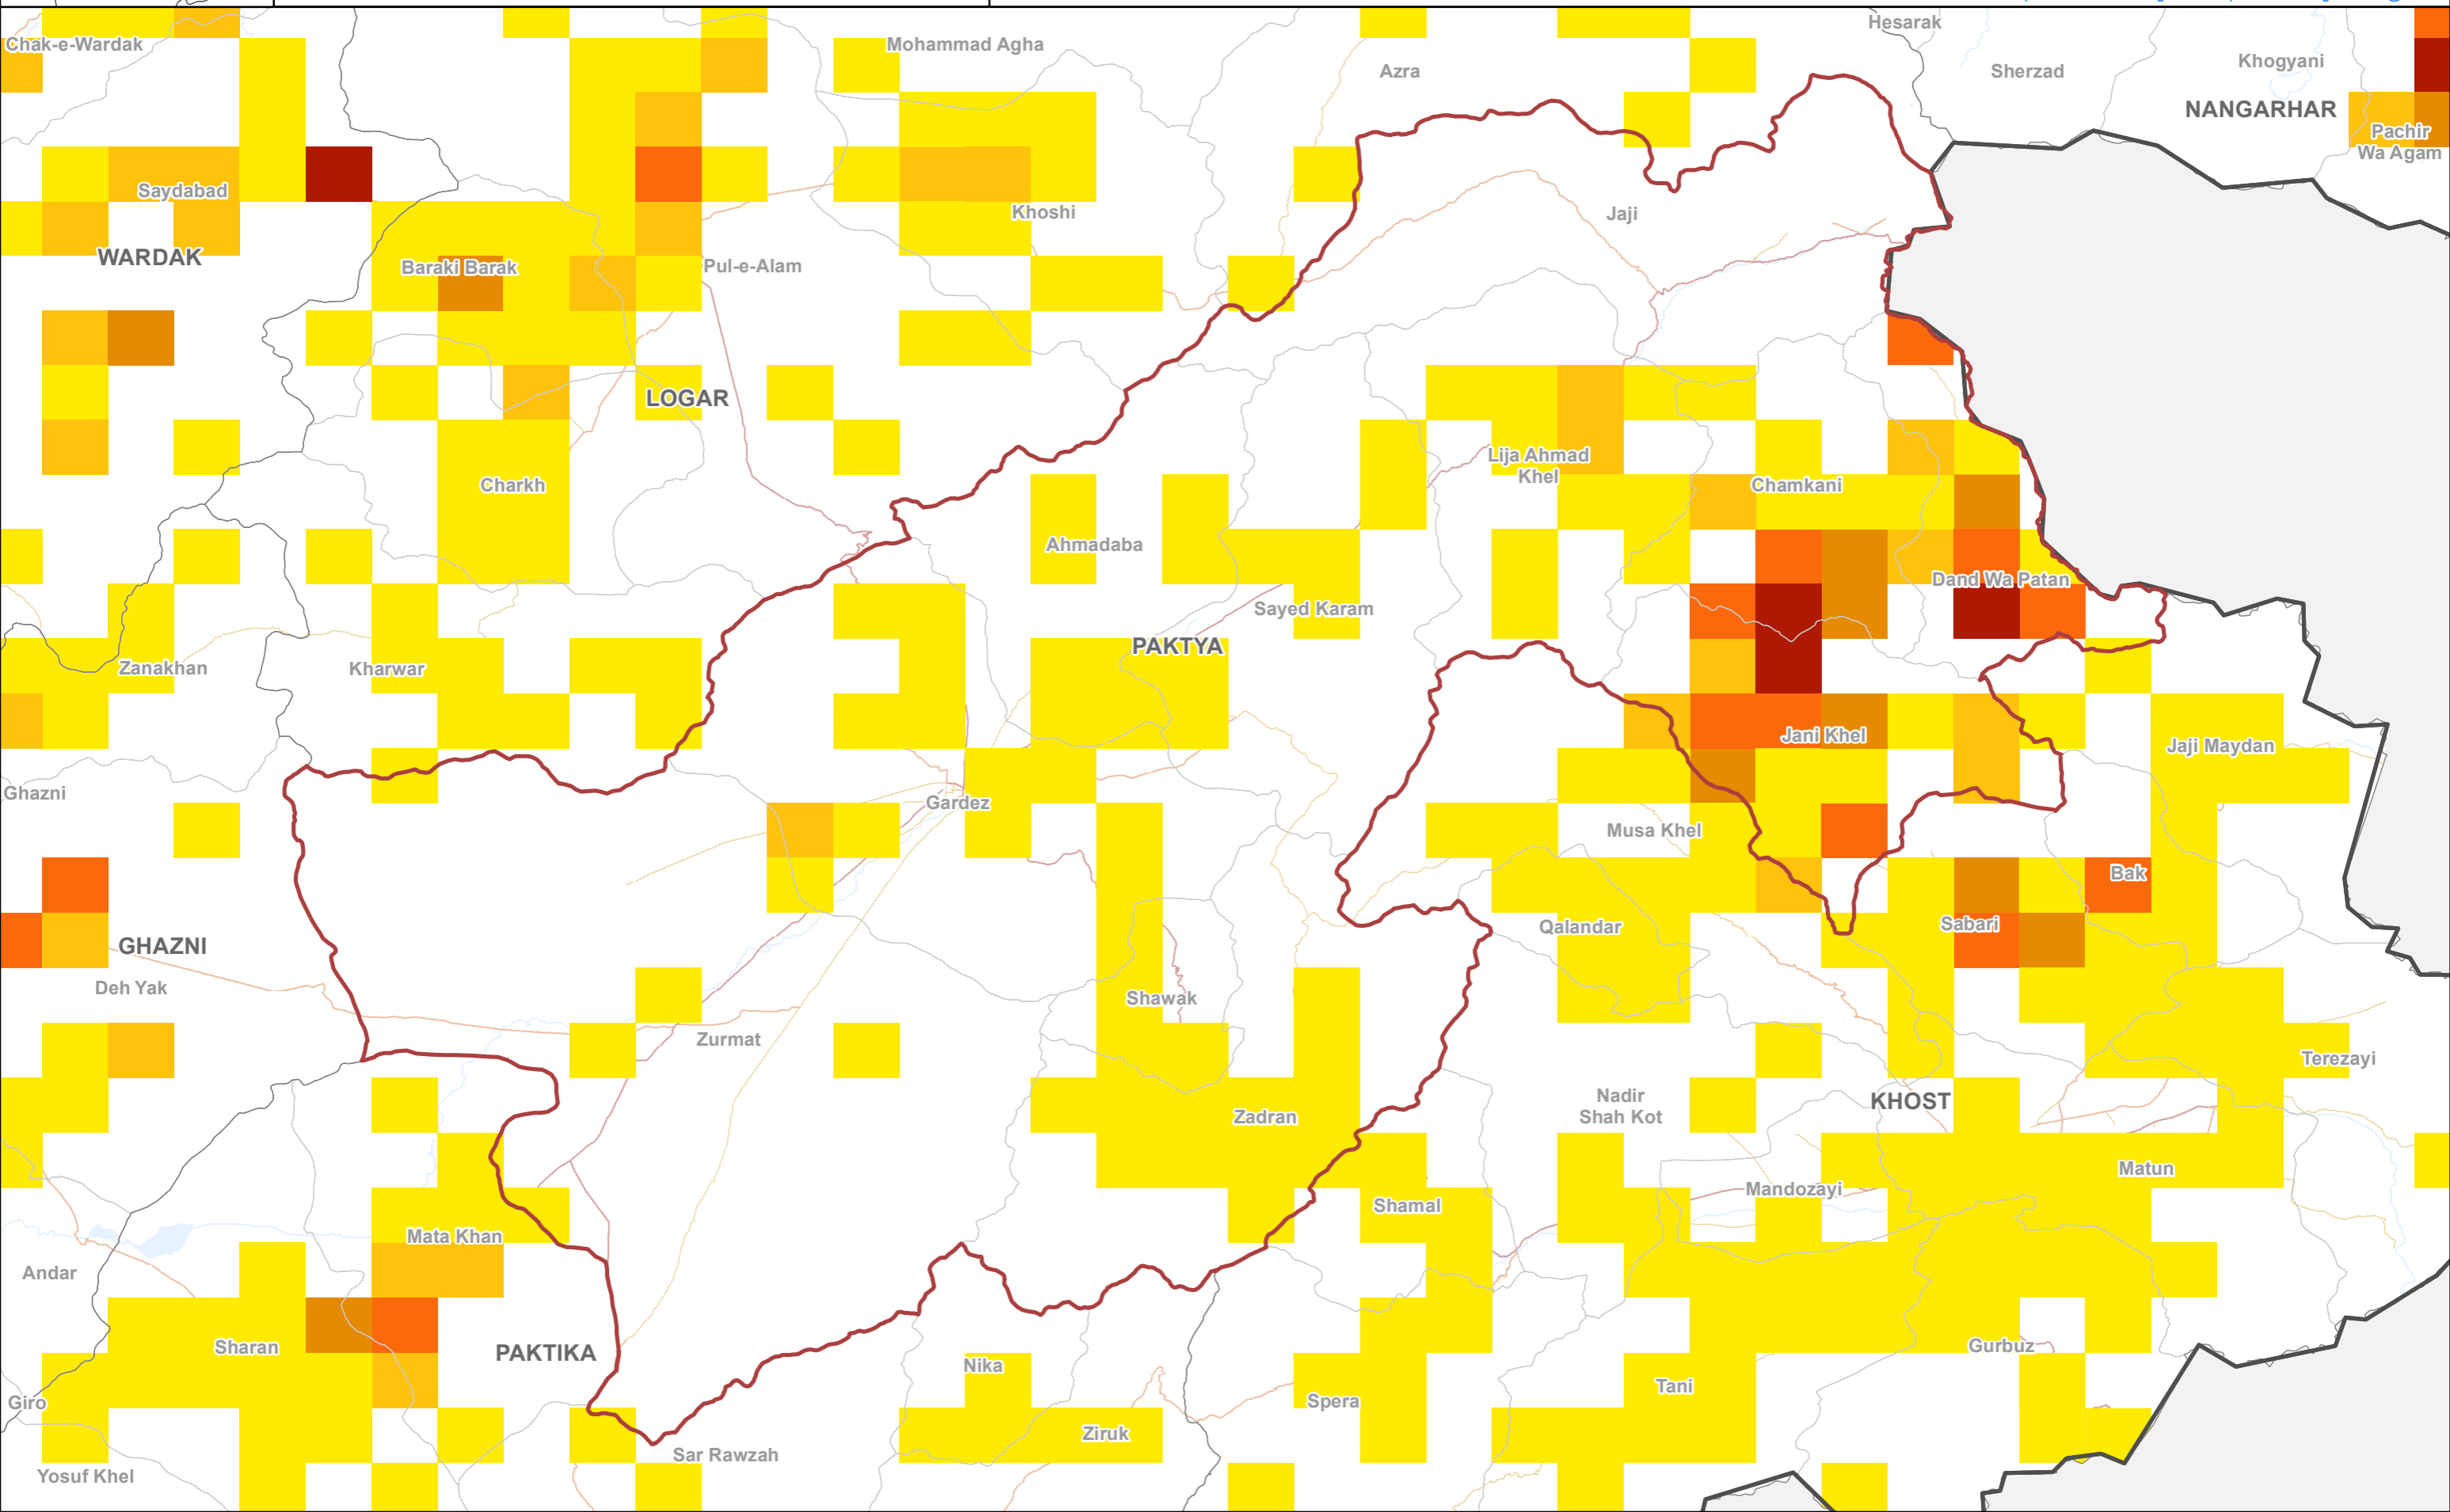 Hesarak
Chak-e-Wardak
Mohammad Agha
Azra
Sherzad
Khogyani
NANGARHAR
Pachir
Wa Agam
Saydabad
Khoshi
Jaji
WARDAK
Baraki Barak
Pul-e-Alam
LOGAR
Lija Ahmad
Khel
Charkh
Chamkani
Ahmadaba
Dand Wa Patan
Sayed Karam
PAKTYA
Zanakhan
Kharwar
Jani Khel
Jaji Maydan
Ghazni
Gardez
Musa Khel
Bak
Qalandar
Sabari
GHAZNI
Deh Yak
Shawak
Zurmat
Terezayi
Nadir
Shah Kot
KHOST
Zadran
Matun
Mandozayi
Shamal
Mata Khan
Andar
Sharan
PAKTIKA
Gurbuz
Nika
Tani
Giro
Spera
Ziruk
Sar Rawzah
Yosuf Khel